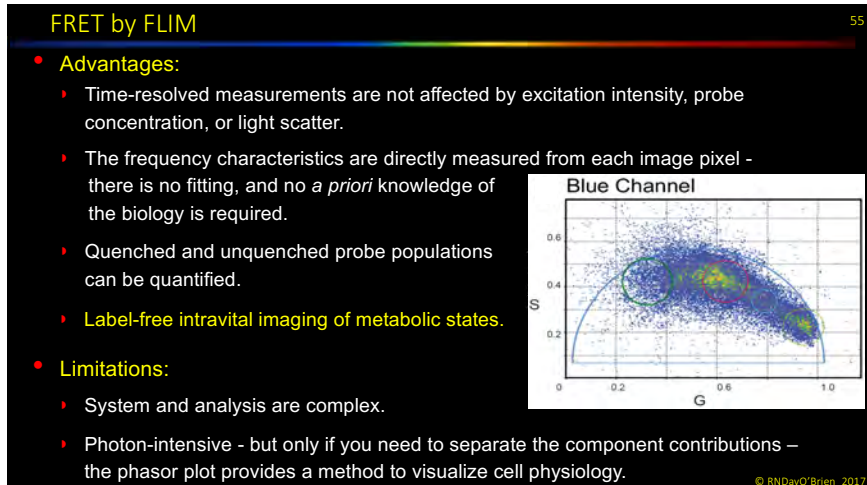 FRET by FLIM
55
• Advantages:
Time-resolved measurements are not affected by excitation intensity, probe
concentration, or light scatter.
The frequency characteristics are directly measured from each image pixel -
there is no fitting, and no a priori knowledge of
the biology is required.
Quenched and unquenched probe populations
can be quantified.
Label-free intravital imaging of metabolic states.
Blue Channel
0.6
0.4
S
0.2
0 0.2 0.6 1.0
G
• Limitations:
System and analysis are complex.
Photon-intensive - but only if you need to separate the component contributions –
the phasor plot provides a method to visualize cell physiology.
© RNDayO'Brien 2017